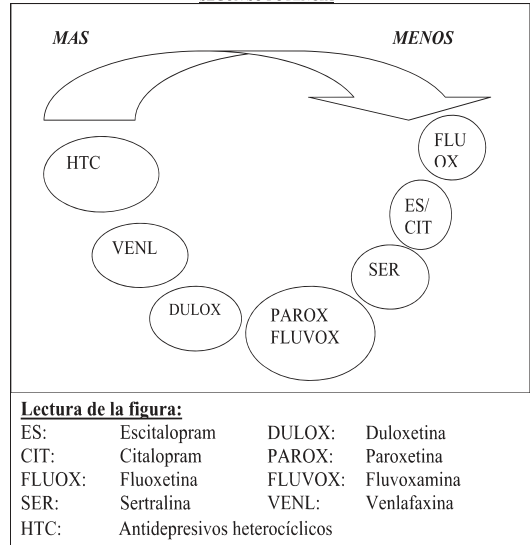 MAS MENOS
HTC
FLU
OX
ES/
CIT
VENL
SER
DULOX
PAROX
FLUVOX
Lectura de la figura:
ES: Escitalopram DULOX: Duloxetina
CIT: Citalopram PAROX: Paroxetina
FLUOX: Fluoxetina FLUVOX: Fluvoxamina
SER: Sertralina VENL: Venlafaxina
HTC: Antidepresivos heterocíclicos